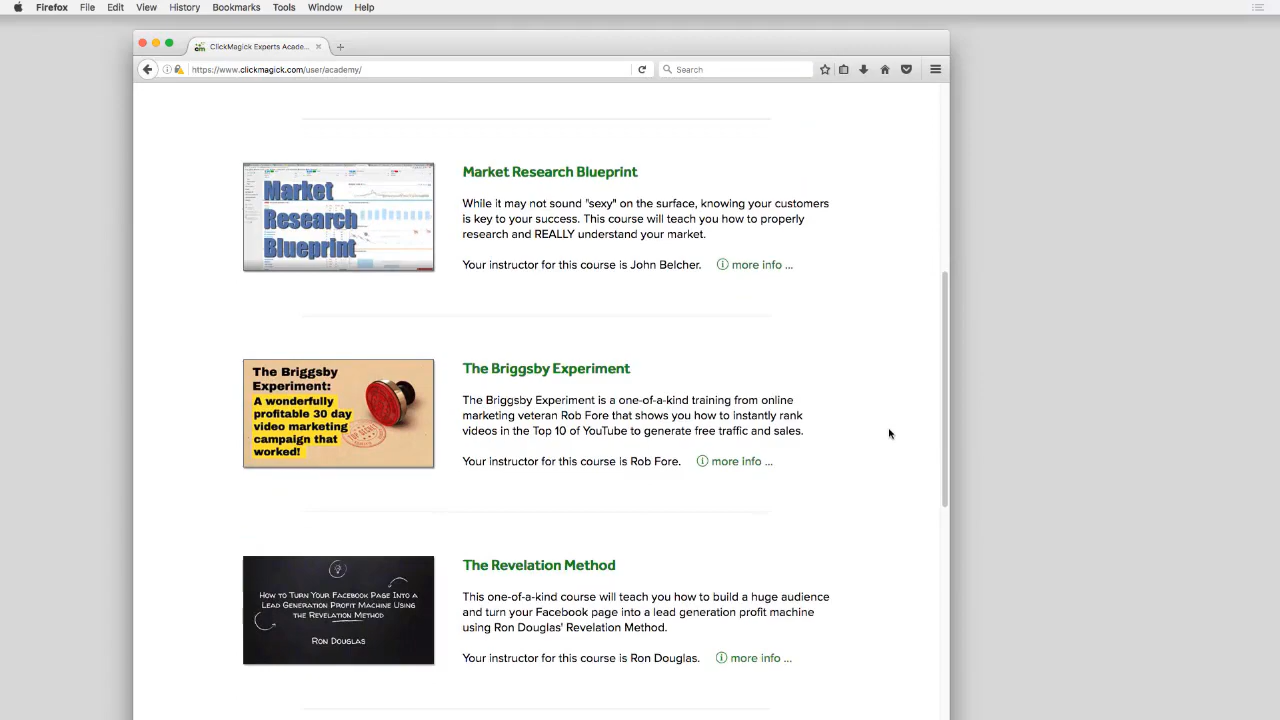 Firefox File Edit View History Bookmarks Tools Window Help
ClickMagick Experts Acade...
https://www.clickmagick.com/user/academy/
Search
Market
Research
Blueprint
Market Research Blueprint
While it may not sound "sexy" on the surface, knowing your customers
is key to your success. This course will teach you how to properly
research and REALLY understand your market.
Your instructor for this course is John Belcher. more info ...
The Briggsby
Experiment:
A wonderfully
profitable 30 day
video marketing
campaign that
worked!
The Briggsby Experiment
The Briggsby Experiment is a one-of-a-kind training from online
marketing veteran Rob Fore that shows you how to instantly rank
videos in the Top 10 of YouTube to generate free traffic and sales.
Your instructor for this course is Rob Fore. more info ...
How to Turn Your Facebook Page Into a
Lead Generation Profit Machine Using
the Revelation Method
Ron Douglas
The Revelation Method
This one-of-a-kind course will teach you how to build a huge audience
and turn your Facebook page into a lead generation profit machine
using Ron Douglas' Revelation Method.
Your instructor for this course is Ron Douglas. more info ...